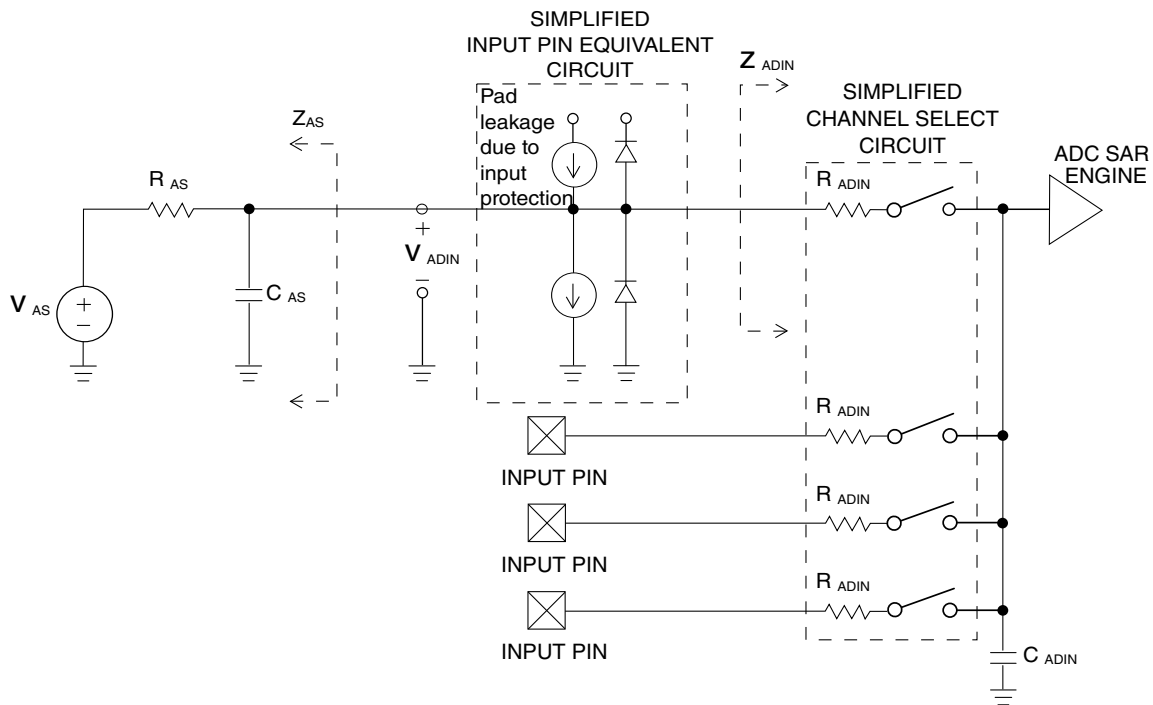 SIMPLIFIED
INPUT PIN EQUIVALENT
CIRCUIT
Pad
leakage
due to
input
protection
Z ADIN
SIMPLIFIED
CHANNEL SELECT
CIRCUIT
ADC SAR
ENGINE
ZAS
R AS
R ADIN
+
V ADIN
–
C AS
V AS
+
–
R ADIN
INPUT PIN
R ADIN
INPUT PIN
R ADIN
INPUT PIN
C ADIN